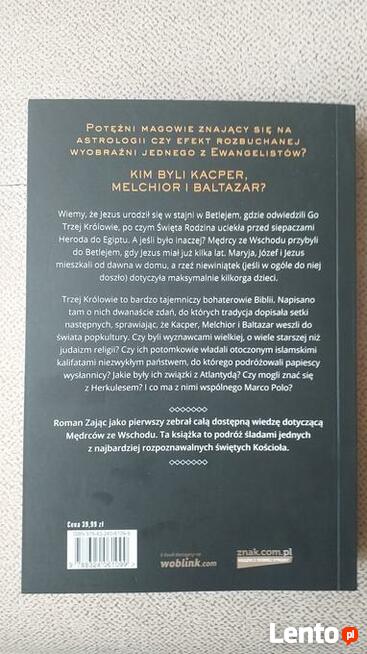 Potężni magowie znający się na
astrologii czy efekt rozbuchanej
wyobraźni jednego z Ewangelistów?
KIM BYLI KACPER,
MELCHIOR I BALTAZAR?
Wiemy, że Jezus urodził się w stajni w Betlejem, gdzie odwiedzili Go
Trzej Królowie, po czym Święta Rodzina uciekła przed siepaczami
Heroda do Egiptu. A jeśli było inaczej? Mędrcy ze Wschodu przybyli
do Betlejem, gdy Jezus miał już kilka lat. Maryja, Józef i Jezus
mieszkali od dawna w domu, a rzeź niewiniątek (jeśli w ogóle do niej
doszło) dotyczyła maksymalnie kilkorga dzieci.
Trzej Królowie to bardzo tajemniczy bohaterowie Biblii. Napisano
tam o nich dwanaście zdań, do których tradycja dopisała setki
następnych, sprawiając, że Kacper, Melchior i Baltazar weszli do
świata popkultury. Czy byli wyznawcami wielkiej, o wiele starszej niż
judaizm religii? Czy ich potomkowie władali otoczonym islamskimi
kalifatami niezwykłym państwem, do którego podróżowali papiescy
wysłannicy? Jakie były ich związki z Atlantydą? Czy mogli znać się
z Herkulesem? I co ma z nimi wspólnego Marco Polo?
Roman Zając jako pierwszy zebrał całą dostępną wiedzę dotyczącą
Mędrców ze Wschodu. Ta książka to podróż śladami jednych
z najbardziej rozpoznawalnych świętych Kościoła.
Cena 39,99 zł
woblink.com
znak.com.pl
Lento.pl